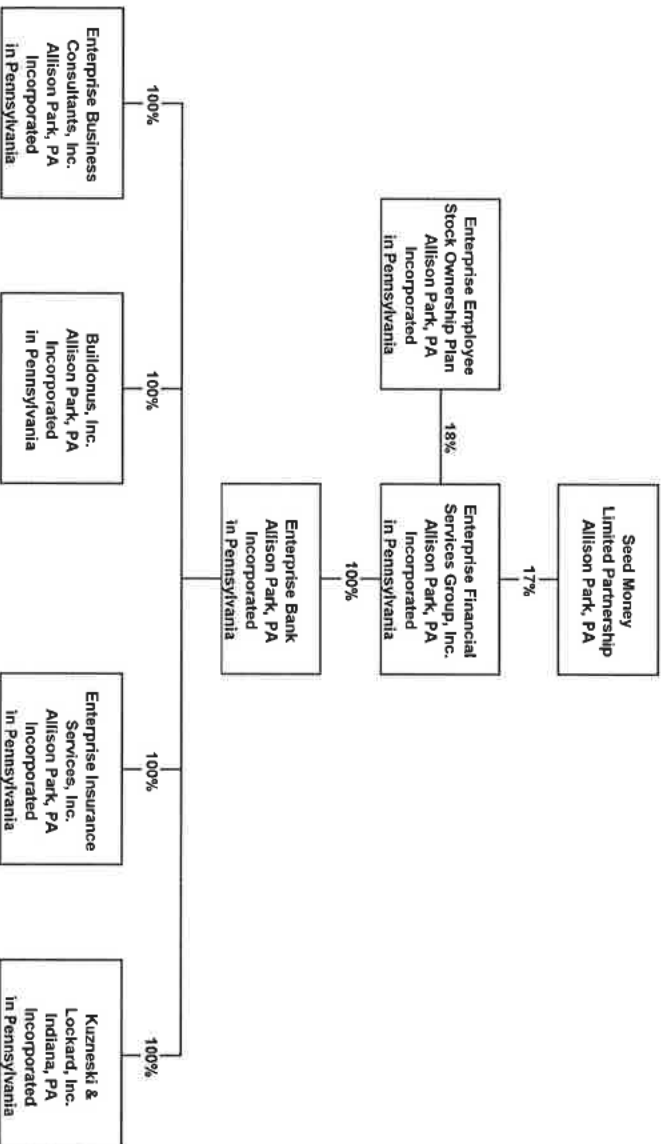 Seed Money
Limited Partnership
Allison Park, PA
17%
Enterprise Employee
Stock Ownership Plan
Allison Park, PA
Incorporated
in Pennsylvania
18%
Enterprise Financial
Services Group, Inc.
Allison Park, PA
Incorporated
in Pennsylvania
100%
Enterprise Bank
Allison Park, PA
Incorporated
in Pennsylvania
100%
100%
100%
100%
Enterprise Business
Consultants, Inc.
Allison Park, PA
Incorporated
in Pennsylvania
Buildonus, Inc.
Allison Park, PA
Incorporated
in Pennsylvania
Enterprise Insurance
Services, Inc.
Allison Park, PA
Incorporated
in Pennsylvania
Kuzneski &
Lockard, Inc.
Indiana, PA
Incorporated
in Pennsylvania